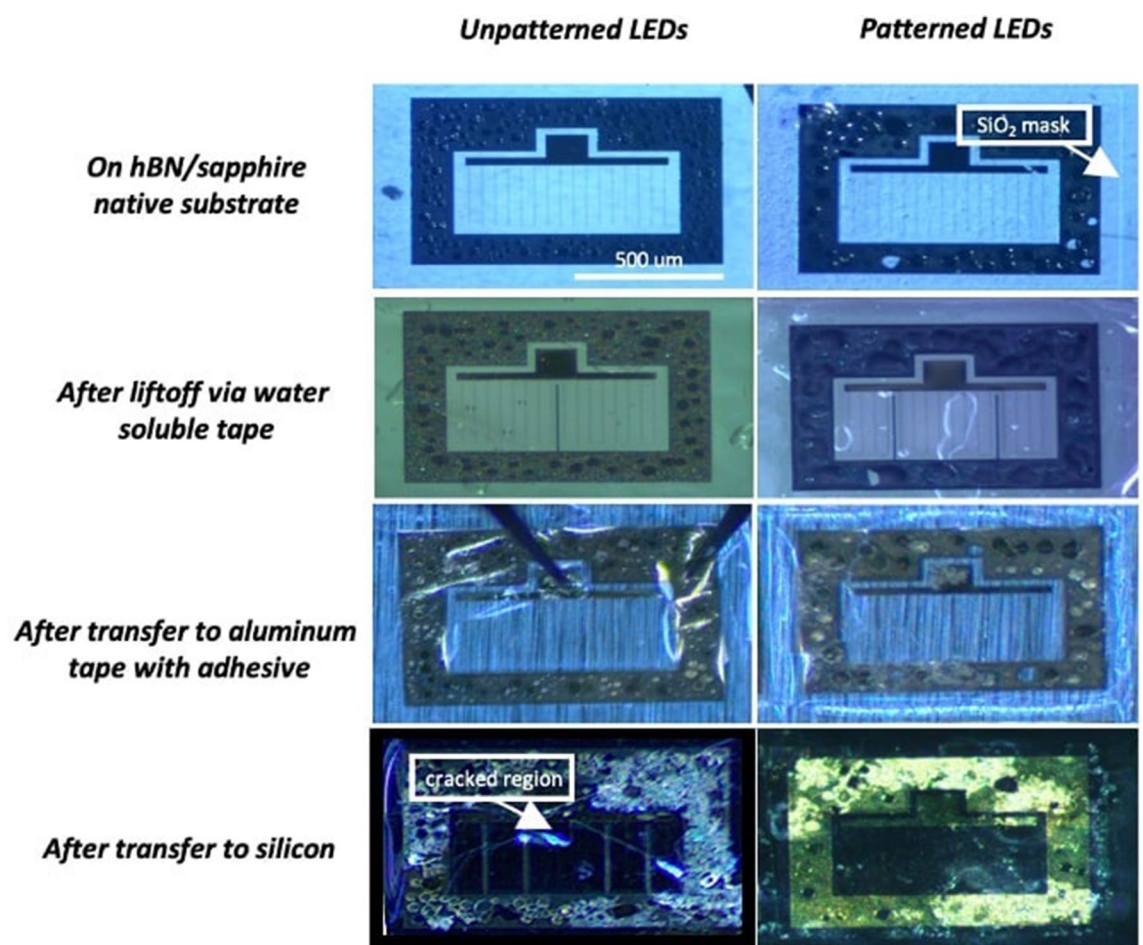 Unpatterned LEDs
Patterned LEDs
On hBN/sapphire
native substrate
SiO₂ mask
500 um
After liftoff via water
soluble tape
After transfer to aluminum
tape with adhesive
After transfer to silicon
cracked region